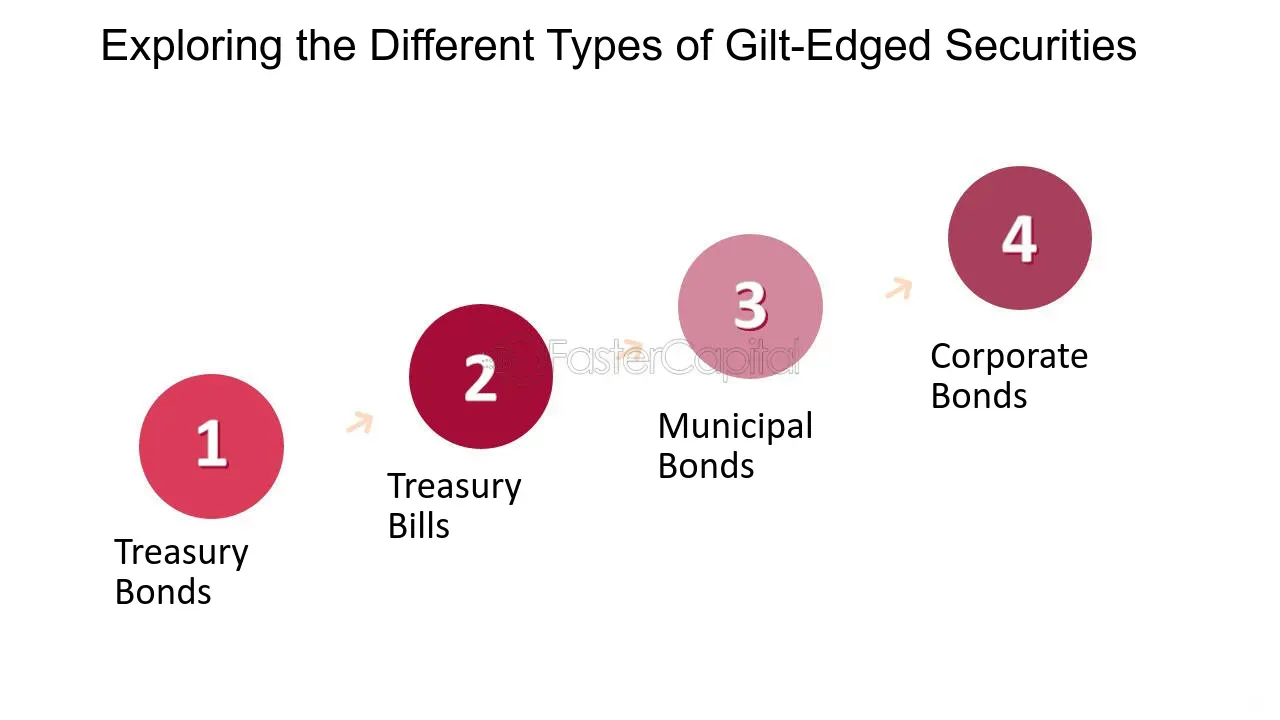 Exploring the Different Types of Gilt-Edged Securities
1
Treasury
Bonds
2
Treasury
Bills
3
Municipal
Bonds
4
Corporate
Bonds
FasterCapital